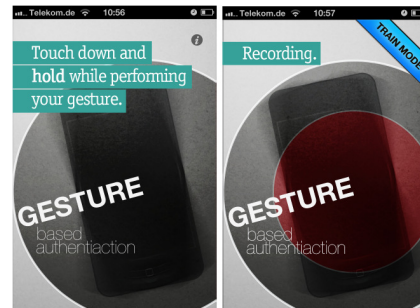 ...Telekom.de 10:56
Touch down and
hold while performing
your gesture.
GESTURE
based
authentiaction
...Telekom.de 10:57
TRAIN MODE
Recording.
GESTURE
based
authentiaction